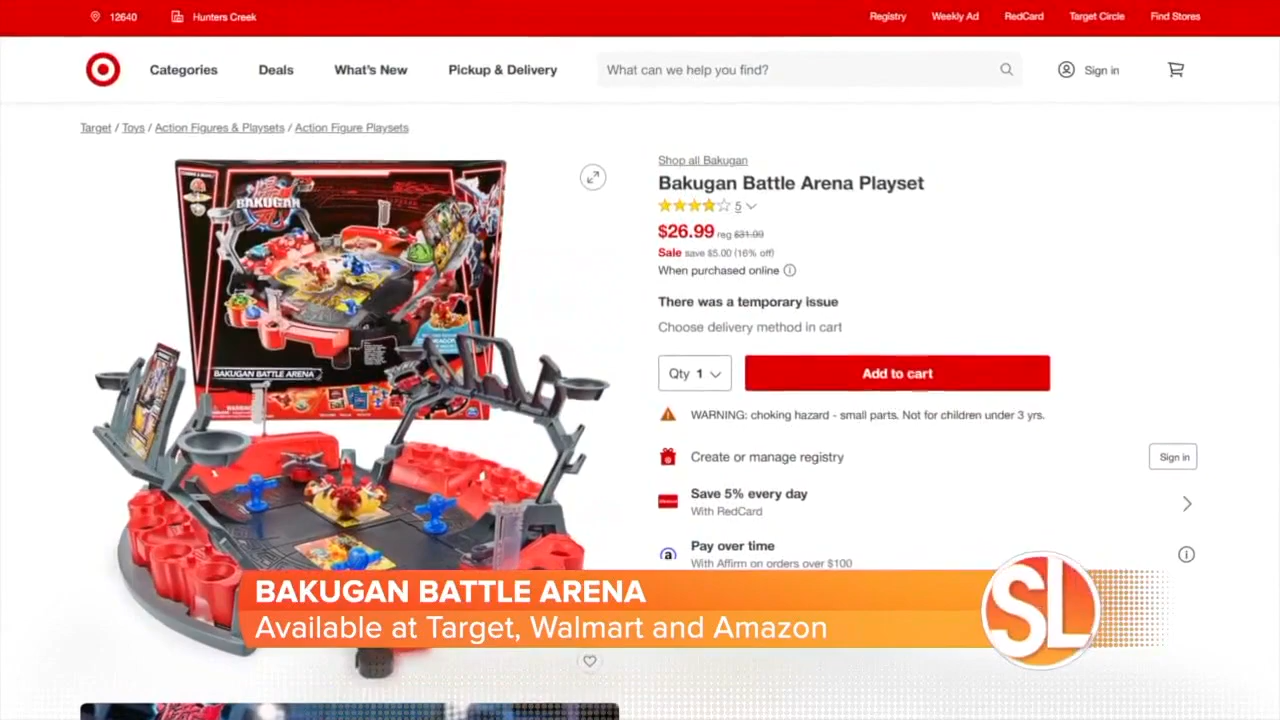 12640
Hunters Creek
Registry
Weekly Ad
RedCard
Target Circle
Find Stores
Categories
Deals
What's New
Pickup & Delivery
What can we help you find?
Sign in
Target / Toys / Action Figures & Playsets / Action Figure Playsets
BAKUGAN
BAKUGAN BATTLE ARENA
Shop all Bakugan
Bakugan Battle Arena Playset
5
$26.99 reg $31.99
Sale save $5.00 (16% off)
When purchased online
There was a temporary issue
Choose delivery method in cart
Qty 1
Add to cart
WARNING: choking hazard - small parts. Not for children under 3 yrs.
Create or manage registry
Sign in
Save 5% every day
With RedCard
Pay over time
With Affirm on orders over $100
BAKUGAN BATTLE ARENA
Available at Target, Walmart and Amazon
SL